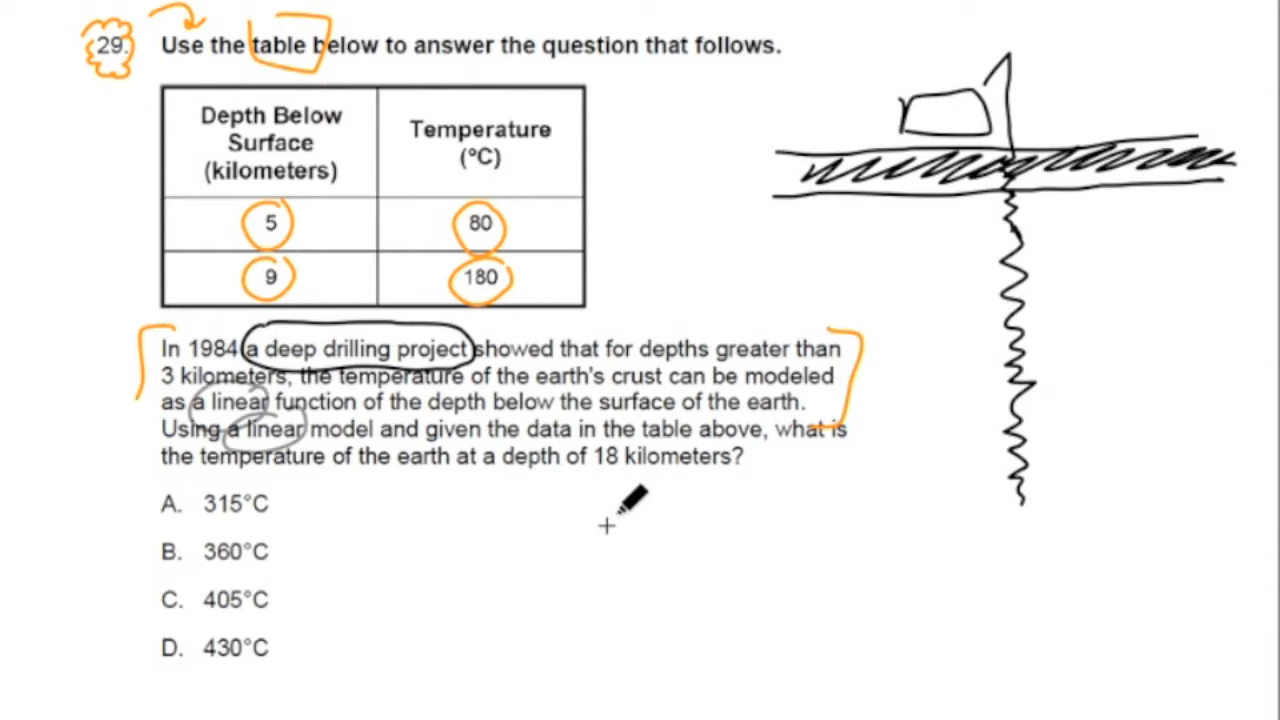 29. Use the table below to answer the question that follows.
Depth Below
Surface
(kilometers)
Temperature
(°C)
5 80
9 180
In 1984 a deep drilling project showed that for depths greater than
3 kilometers, the temperature of the earth's crust can be modeled
as a linear function of the depth below the surface of the earth.
Using a linear model and given the data in the table above, what is
the temperature of the earth at a depth of 18 kilometers?
A. 315°C
B. 360°C
C. 405°C
D. 430°C